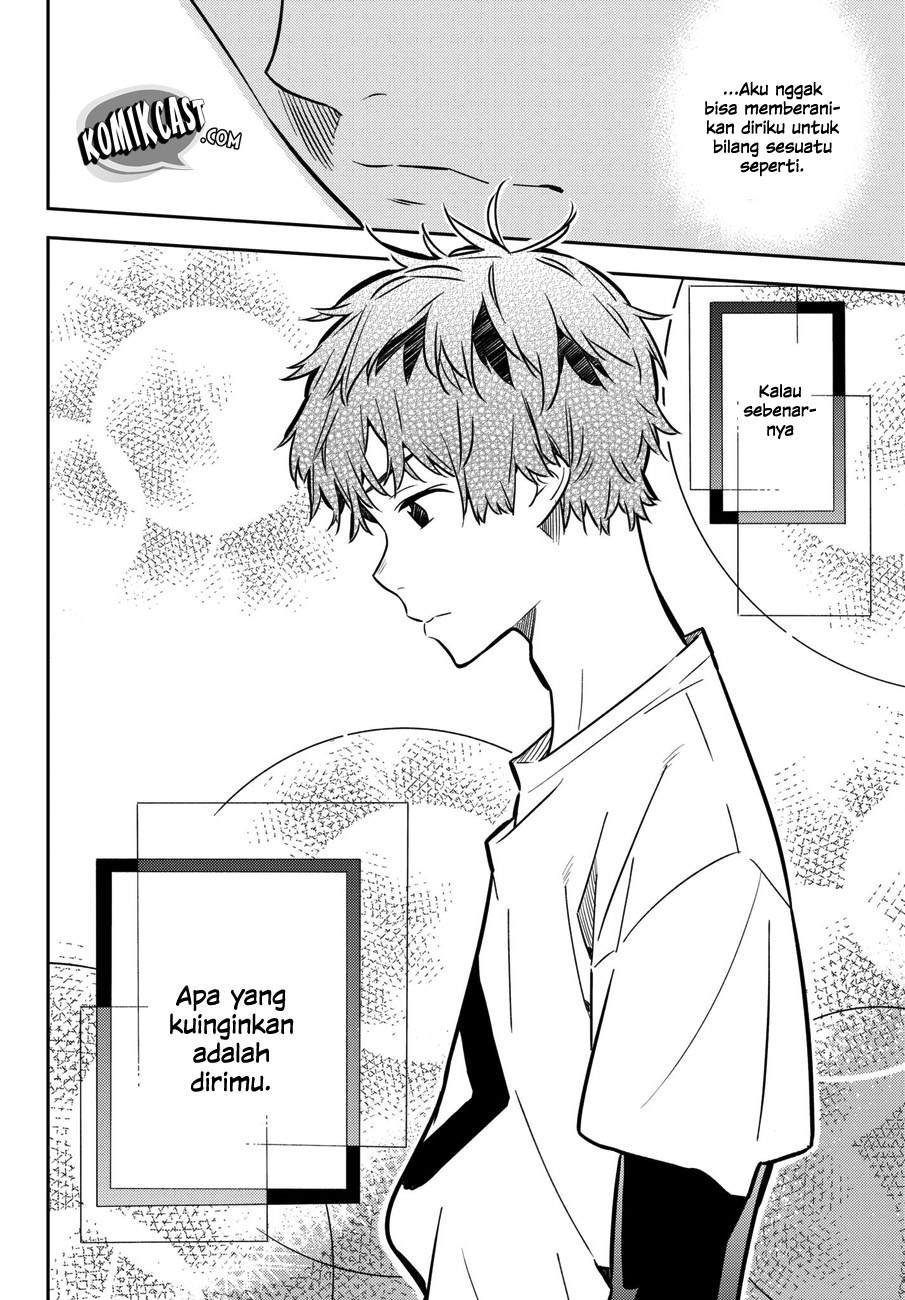 KOMIKCAST
.COM
...Aku nggak
bisa memberani-
kan diriku untuk
bilang sesuatu
seperti.
Kalau
sebenar-
nya
Apa yang
kuinginkan
adalah
dirimu.